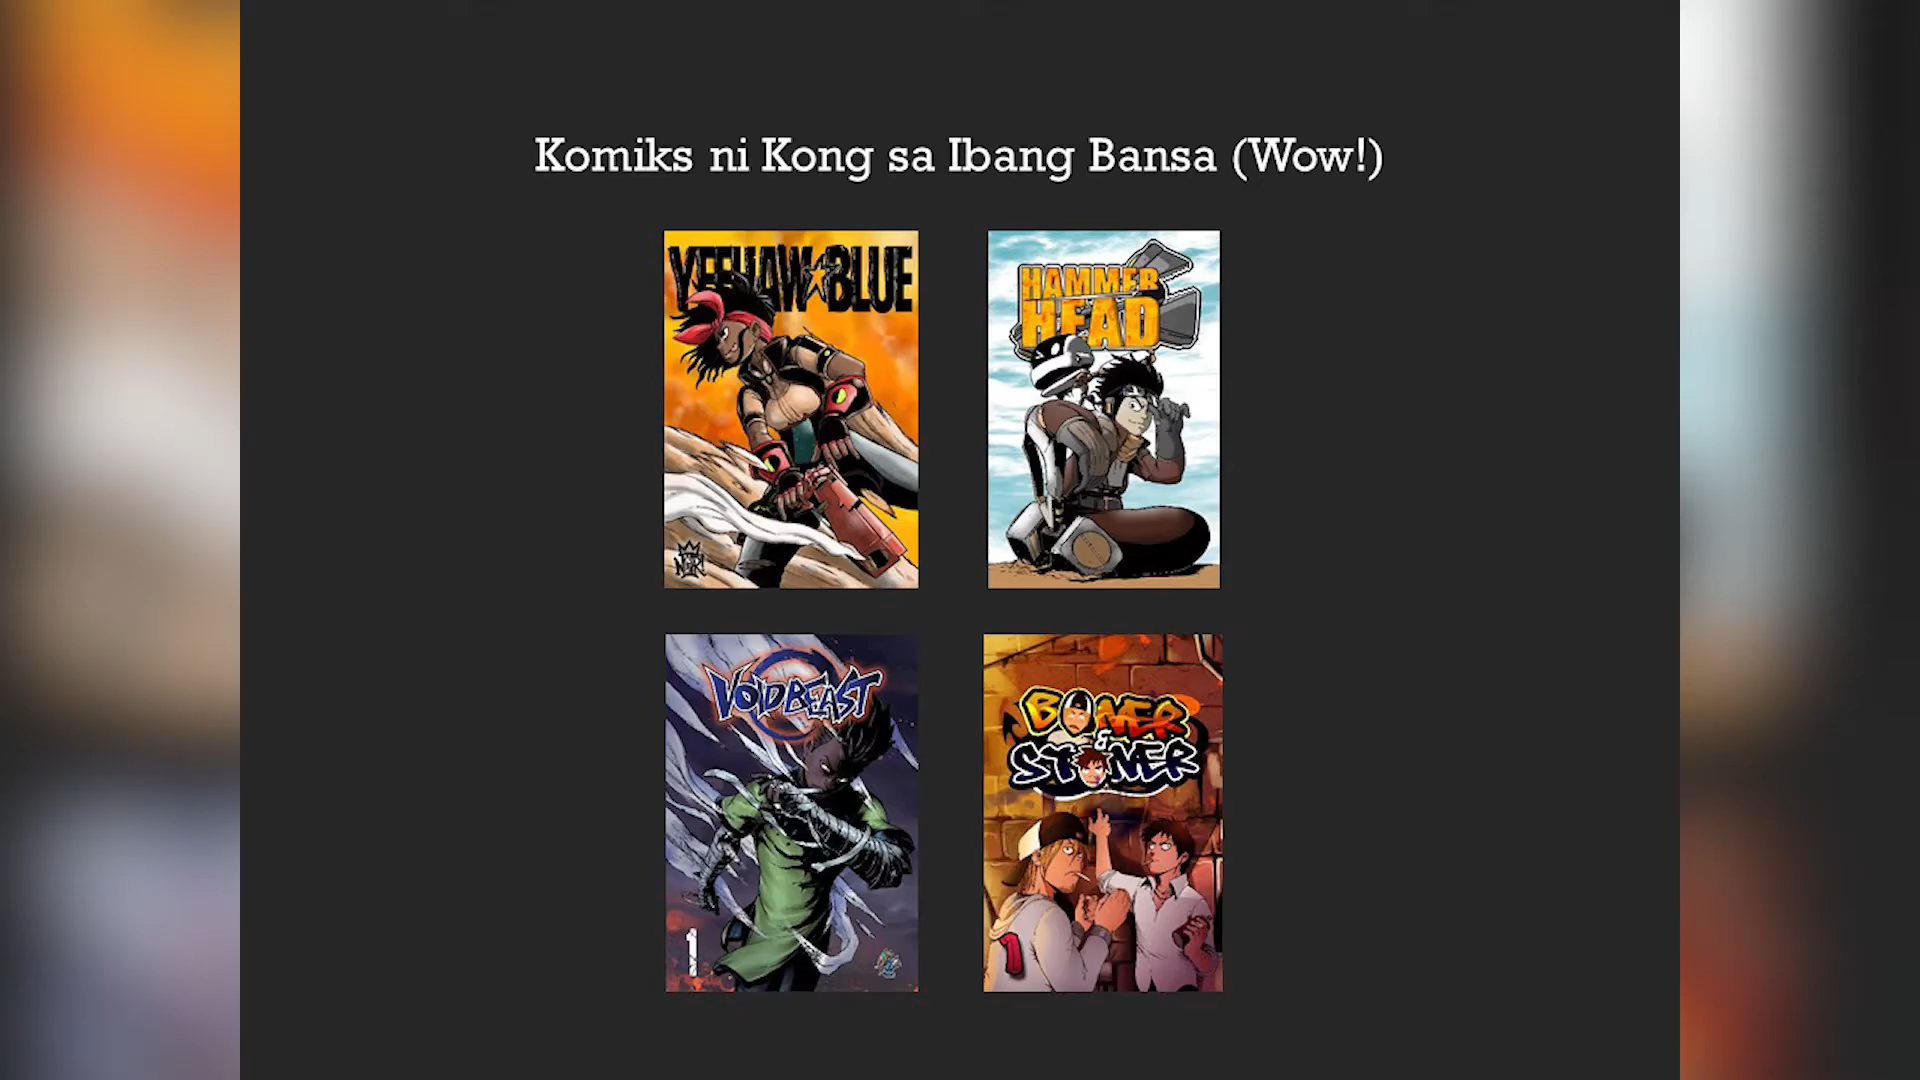 Komiks ni Kong sa Ibang Bansa (Wow!)
YEEHAW BLUE
HAMMER
HEAD
VOIDBEAST
1
BONER
&
STONER
1